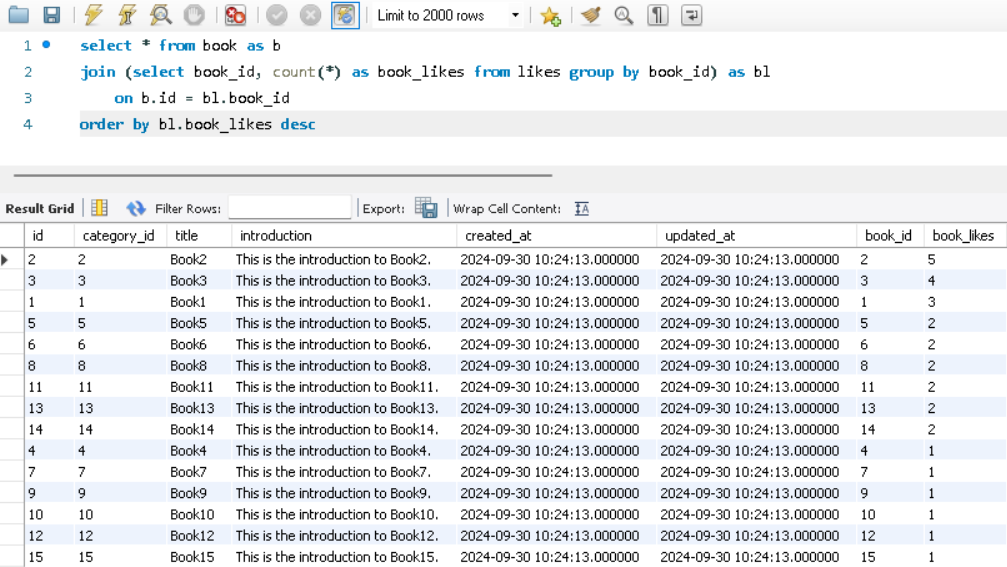 Limit to 2000 rows
1 select * from book as b
2 join (select book_id, count(*) as book_likes from likes group by book_id) as bl
3 on b.id = bl.book_id
4 order by bl.book_likes desc
Result Grid Filter Rows: Export: Wrap Cell Content: IA
id category_id title introduction created_at updated_at book_id book_likes
2 2 Book2 This is the introduction to Book2. 2024-09-30 10:24:13.000000 2024-09-30 10:24:13.000000 2 5
3 3 Book3 This is the introduction to Book3. 2024-09-30 10:24:13.000000 2024-09-30 10:24:13.000000 3 4
1 1 Book1 This is the introduction to Book1. 2024-09-30 10:24:13.000000 2024-09-30 10:24:13.000000 1 3
5 5 Book5 This is the introduction to Book5. 2024-09-30 10:24:13.000000 2024-09-30 10:24:13.000000 5 2
6 6 Book6 This is the introduction to Book6. 2024-09-30 10:24:13.000000 2024-09-30 10:24:13.000000 6 2
8 8 Book8 This is the introduction to Book8. 2024-09-30 10:24:13.000000 2024-09-30 10:24:13.000000 8 2
11 11 Book11 This is the introduction to Book11. 2024-09-30 10:24:13.000000 2024-09-30 10:24:13.000000 11 2
13 13 Book13 This is the introduction to Book13. 2024-09-30 10:24:13.000000 2024-09-30 10:24:13.000000 13 2
14 14 Book14 This is the introduction to Book14. 2024-09-30 10:24:13.000000 2024-09-30 10:24:13.000000 14 2
4 4 Book4 This is the introduction to Book4. 2024-09-30 10:24:13.000000 2024-09-30 10:24:13.000000 4 1
7 7 Book7 This is the introduction to Book7. 2024-09-30 10:24:13.000000 2024-09-30 10:24:13.000000 7 1
9 9 Book9 This is the introduction to Book9. 2024-09-30 10:24:13.000000 2024-09-30 10:24:13.000000 9 1
10 10 Book10 This is the introduction to Book10. 2024-09-30 10:24:13.000000 2024-09-30 10:24:13.000000 10 1
12 12 Book12 This is the introduction to Book12. 2024-09-30 10:24:13.000000 2024-09-30 10:24:13.000000 12 1
15 15 Book15 This is the introduction to Book15. 2024-09-30 10:24:13.000000 2024-09-30 10:24:13.000000 15 1